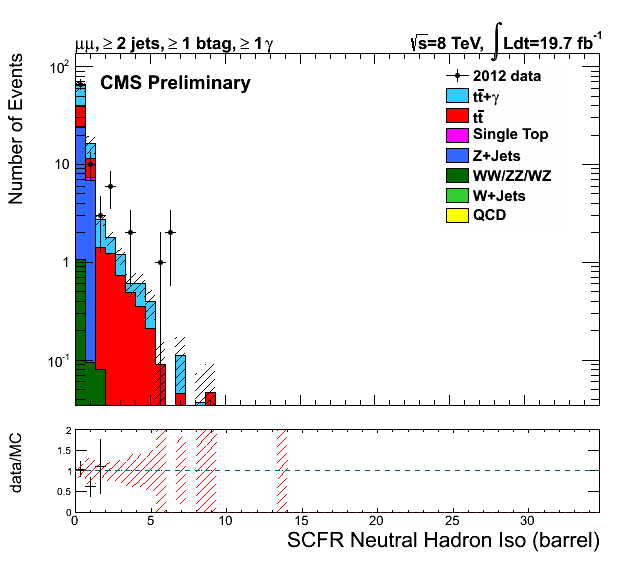 μμ, ≥ 2 jets, ≥ 1 btag, ≥ 1 γ
√s=8 TeV, ∫Ldt=19.7 fb⁻¹
CMS Preliminary
2012 data
tt̄+γ
tt̄
Single Top
Z+Jets
WW/ZZ/WZ
W+Jets
QCD
Number of Events
10²
10
1
10⁻¹
data/MC
2
1.5
1
0.5
0
0 5 10 15 20 25 30
SCFR Neutral Hadron Iso (barrel)